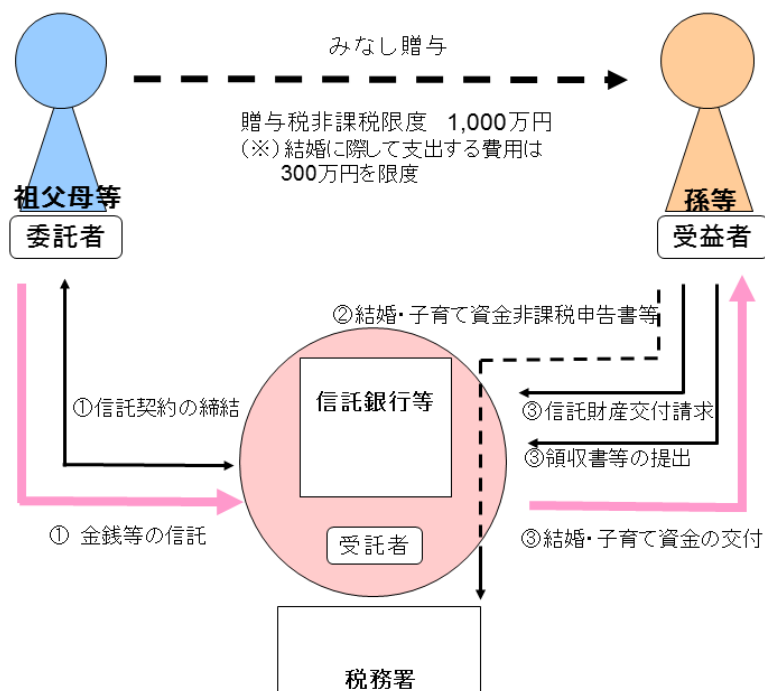 みなし贈与
贈与税非課税限度 1,000万円
(※)結婚に際して支出する費用は
300万円を限度
祖父母等
委託者
孫等
受益者
②結婚・子育て資金非課税申告書等
①信託契約の締結
信託銀行等
③信託財産交付請求
③領収書等の提出
① 金銭等の信託
受託者
③結婚・子育て資金の交付
税務署